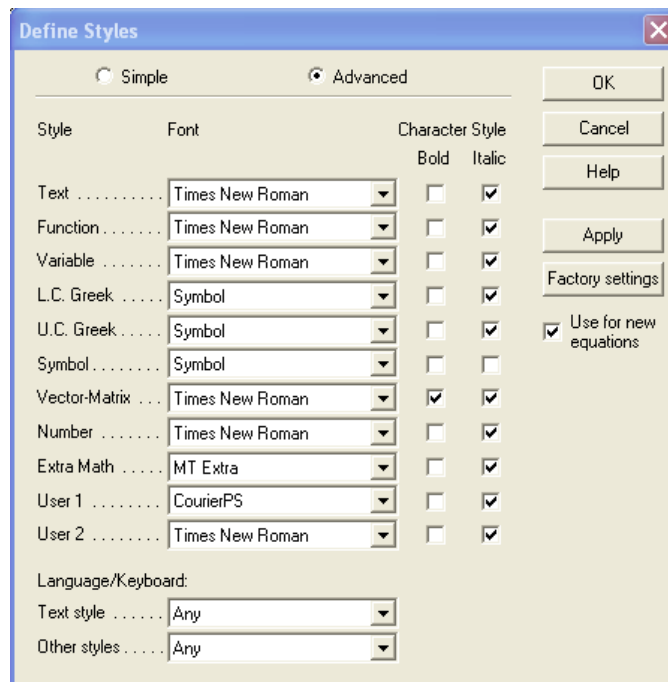 Define Styles
Simple Advanced OK
Style Font Character Style Cancel
Bold Italic Help
Text .......... Times New Roman
Function ....... Times New Roman Apply
Variable ....... Times New Roman
L.C. Greek ..... Symbol Factory settings
U.C. Greek ..... Symbol Use for new
equations
Symbol ........ Symbol
Vector-Matrix ... Times New Roman
Number ....... Times New Roman
Extra Math ..... MT Extra
User 1 ........ CourierPS
User 2 ........ Times New Roman
Language/Keyboard:
Text style ...... Any
Other styles ..... Any